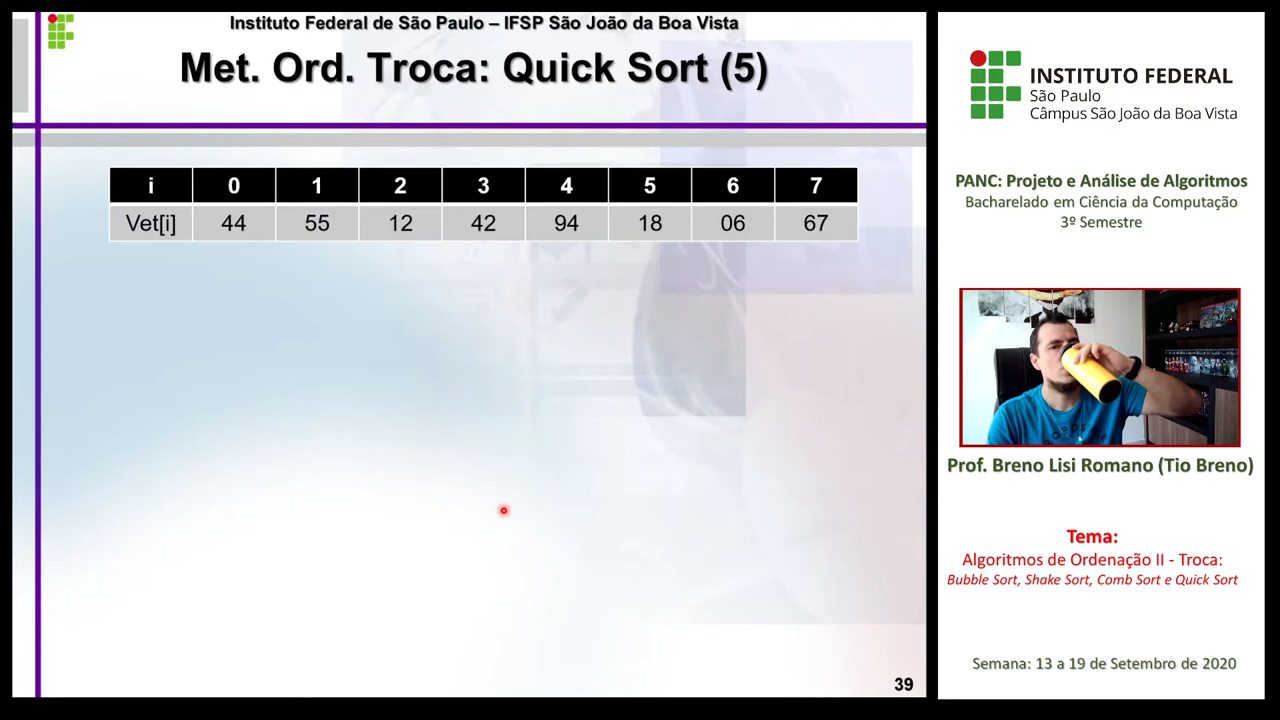 Instituto Federal de São Paulo – IFSP São João da Boa Vista
Met. Ord. Troca: Quick Sort (5)
i 0 1 2 3 4 5 6 7
Vet[i] 44 55 12 42 94 18 06 67
39
INSTITUTO FEDERAL
São Paulo
Câmpus São João da Boa Vista
PANC: Projeto e Análise de Algoritmos
Bacharelado em Ciência da Computação
3º Semestre
Prof. Breno Lisi Romano (Tio Breno)
Tema:
Algoritmos de Ordenação II - Troca:
Bubble Sort, Shake Sort, Comb Sort e Quick Sort
Semana: 13 a 19 de Setembro de 2020